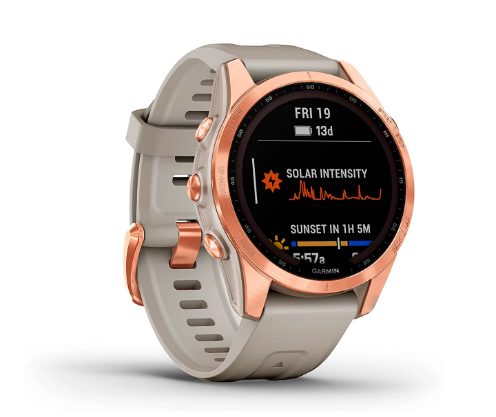 FRI 19
13d
SOLAR INTENSITY
SUNSET IN 1H 5M
5:57a
GARMIN